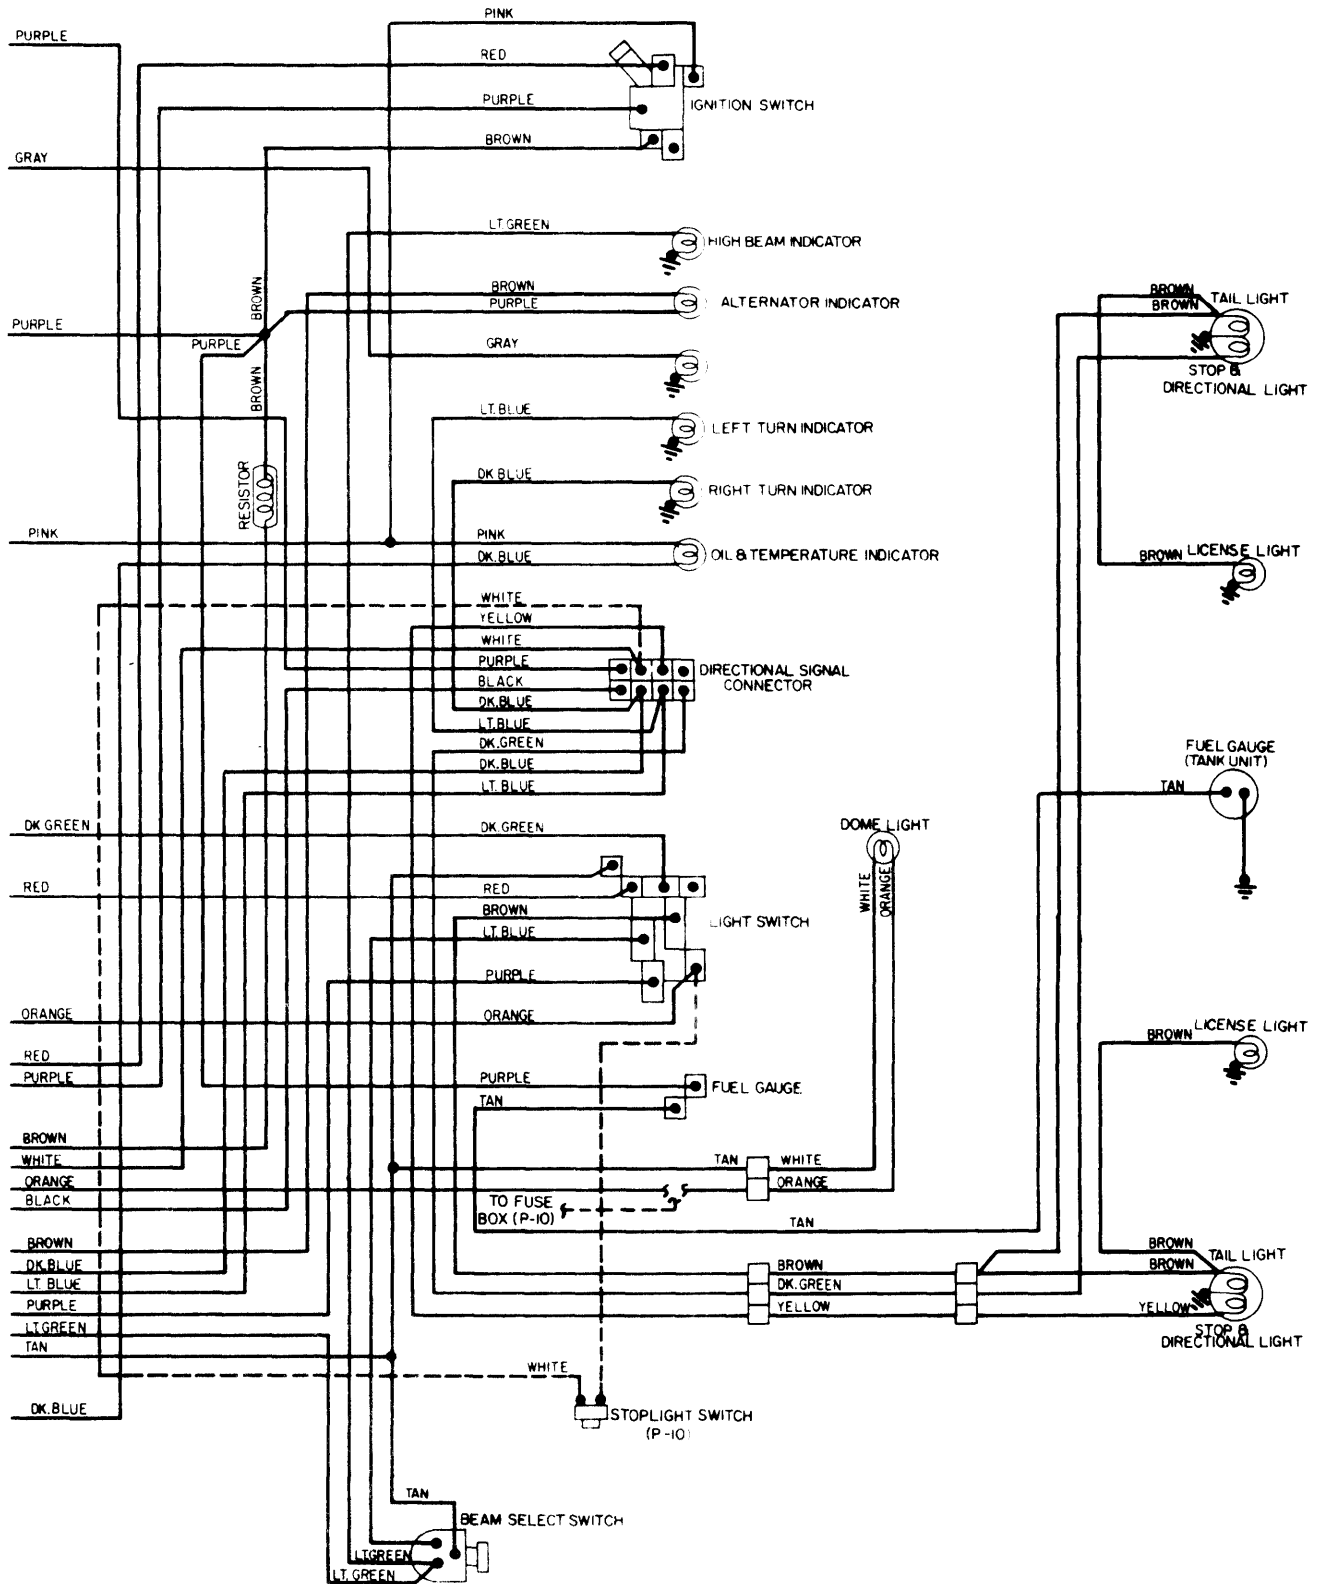 PINK
PURPLE
RED
PURPLE
IGNITION SWITCH
BROWN
GRAY
LT. GREEN
HIGH BEAM INDICATOR
BROWN
BROWN
PURPLE
ALTERNATOR INDICATOR
BROWN
BROWN
TAIL LIGHT
PURPLE
PURPLE
GRAY
STOP &
DIRECTIONAL LIGHT
BROWN
LT. BLUE
LEFT TURN INDICATOR
RESISTOR
DK. BLUE
RIGHT TURN INDICATOR
PINK
PINK
DK. BLUE
OIL & TEMPERATURE INDICATOR
BROWN
LICENSE LIGHT
WHITE
YELLOW
WHITE
PURPLE
BLACK
DK. BLUE
LT. BLUE
DK. GREEN
DK. BLUE
LT. BLUE
DIRECTIONAL SIGNAL
CONNECTOR
FUEL GAUGE
(TANK UNIT)
TAN
DK GREEN
DK. GREEN
DOME LIGHT
WHITE
ORANGE
RED
RED
BROWN
LT. BLUE
LIGHT SWITCH
PURPLE
ORANGE
ORANGE
BROWN
LICENSE LIGHT
RED
PURPLE
PURPLE
FUEL GAUGE
TAN
BROWN
WHITE
ORANGE
BLACK
TAN
WHITE
ORANGE
TO FUSE
BOX (P-10)
TAN
BROWN
DK. BLUE
LT. BLUE
PURPLE
LT. GREEN
TAN
BROWN
DK. GREEN
YELLOW
BROWN
BROWN
TAIL LIGHT
YELLOW
STOP &
DIRECTIONAL LIGHT
WHITE
DK. BLUE
STOPLIGHT SWITCH
(P-10)
TAN
BEAM SELECT SWITCH
LT. GREEN
LT. GREEN